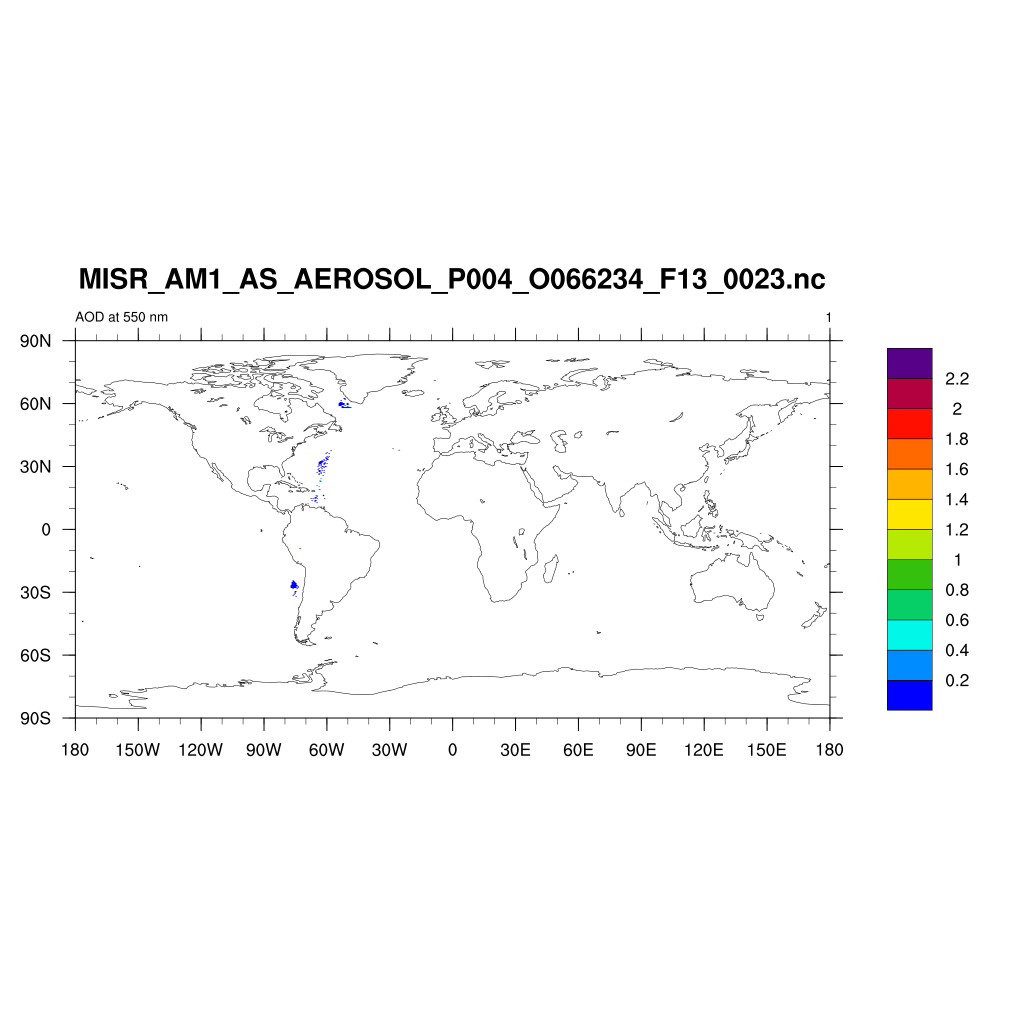 MISR_AM1_AS_AEROSOL_P004_O066234_F13_0023.nc
AOD at 550 nm 1
90N
60N
30N
0
30S
60S
90S
180 150W 120W 90W 60W 30W 0 30E 60E 90E 120E 150E 180
2.2
2
1.8
1.6
1.4
1.2
1
0.8
0.6
0.4
0.2